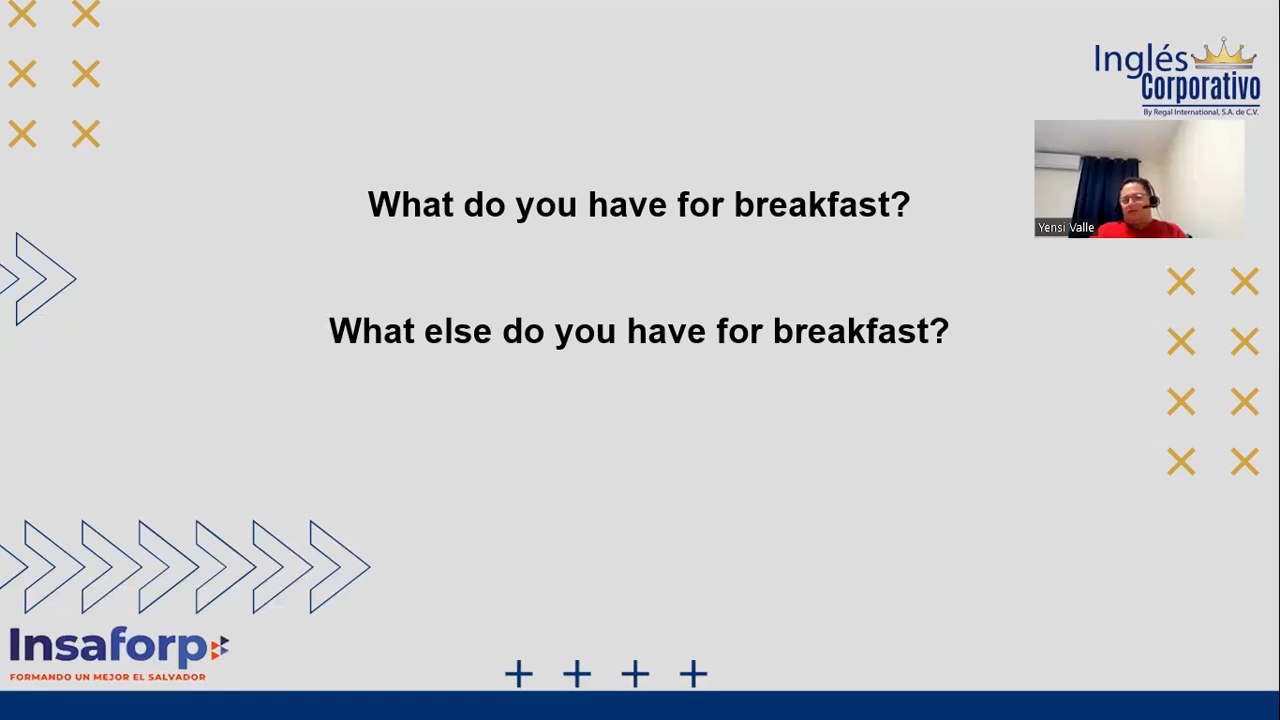 Inglés
Corporativo
By Regal International, S.A. de C.V.
What do you have for breakfast?
Yensi Valle
What else do you have for breakfast?
Insaforp
FORMANDO UN MEJOR EL SALVADOR